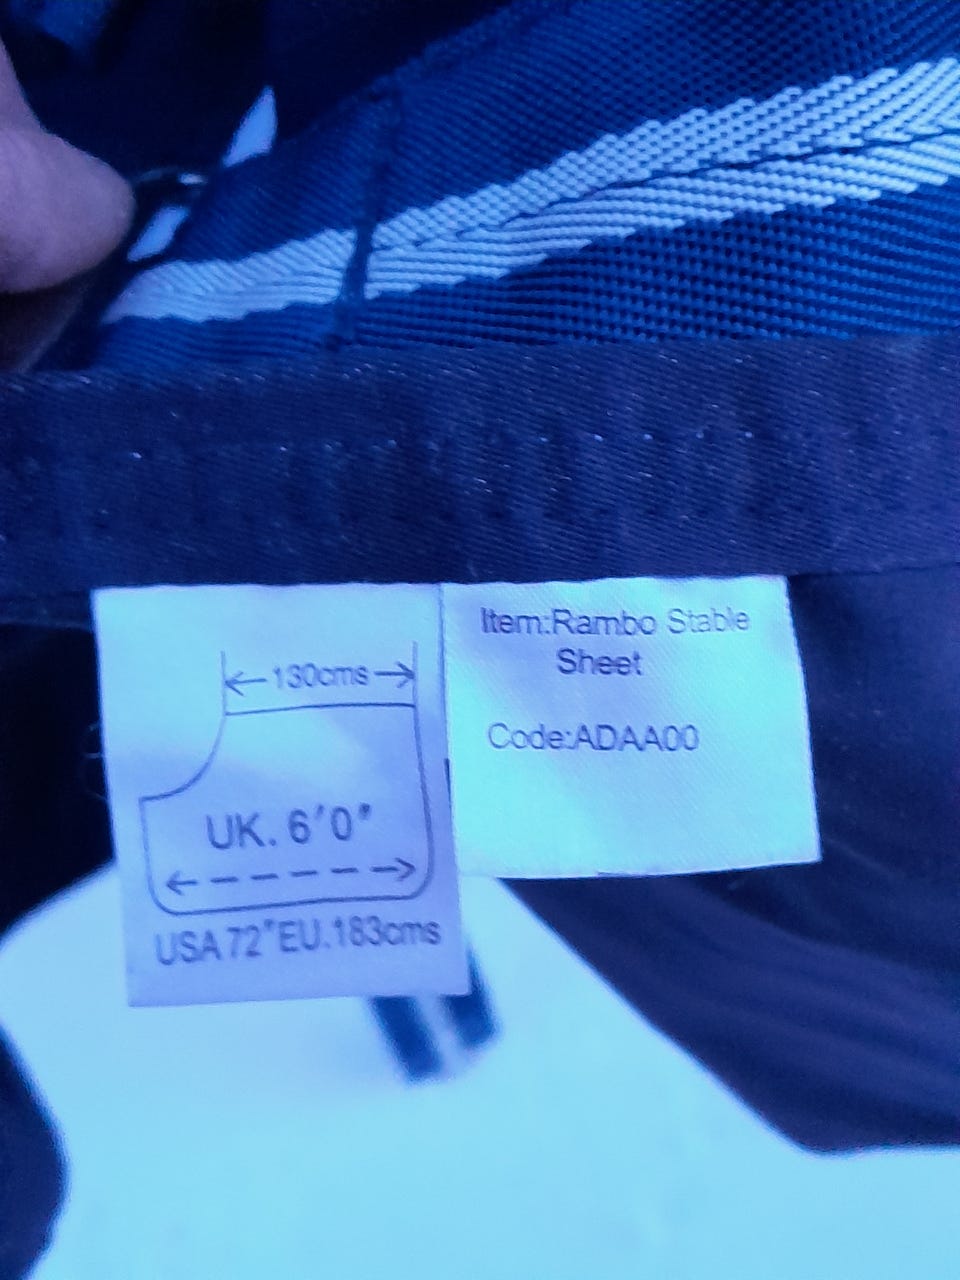 130cms
UK. 6'0"
USA 72" EU.183cms
Item:Rambo Stable
Sheet
Code:ADAA00